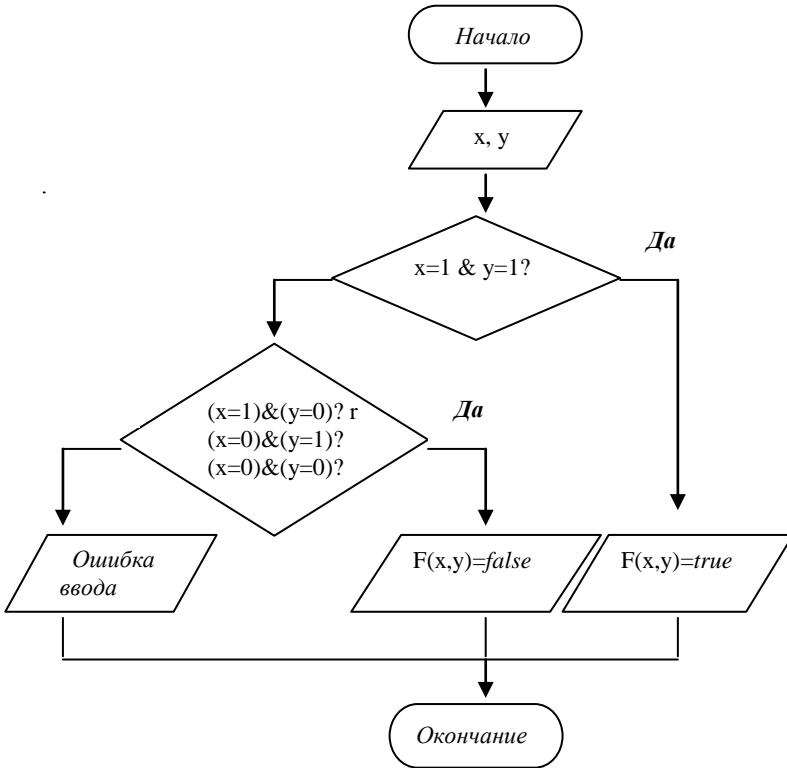 Начало
x, y
x=1 & y=1?
Да
(x=1)&(y=0)? r
(x=0)&(y=1)?
(x=0)&(y=0)?
Да
Ошибка
ввода
F(x,y)=false
F(x,y)=true
Окончание